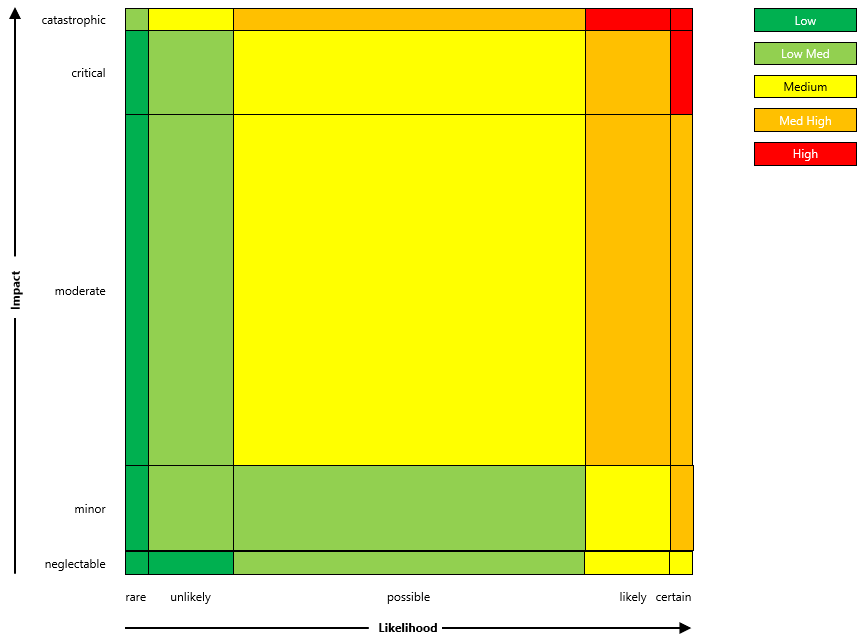 catastrophic
critical
moderate
minor
neglectable
Impact
rare unlikely possible likely certain
Likelihood
Low
Low Med
Medium
Med High
High